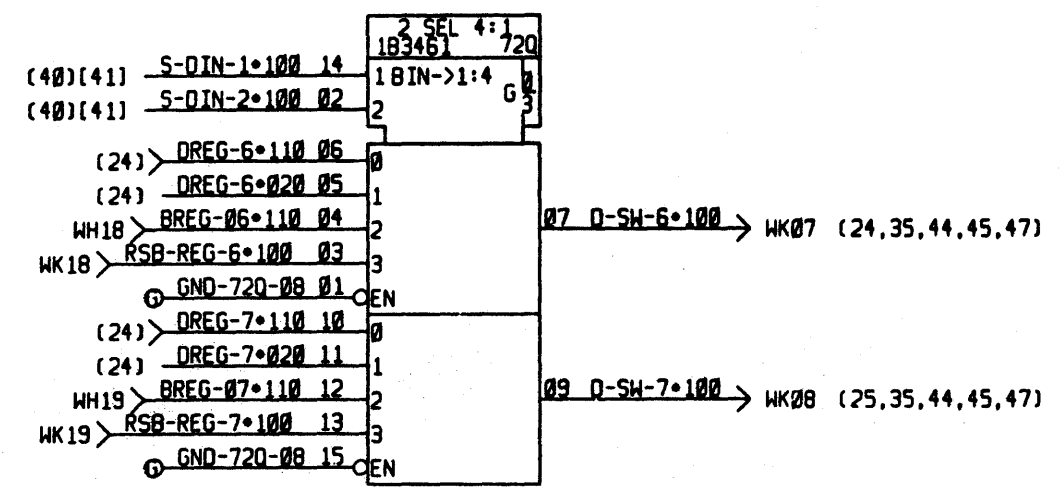 2 SEL 4:1
1B3461 72Q
(40)[41] S-DIN-1•100 14 1 BIN->1:4 G 0
(40)[41] S-DIN-2•100 02 2 3
(24) DREG-6•110 06 0
(24) DREG-6•020 05 1
WH18 BREG-06•110 04 2 07 D-SW-6•100 WK07 (24,35,44,45,47)
WK18 RSB-REG-6•100 03 3
G GND-72Q-08 01 EN
(24) DREG-7•110 10 0
(24) DREG-7•020 11 1
WH19 BREG-07•110 12 2 09 D-SW-7•100 WK08 (25,35,44,45,47)
WK19 RSB-REG-7•100 13 3
G GND-72Q-08 15 EN